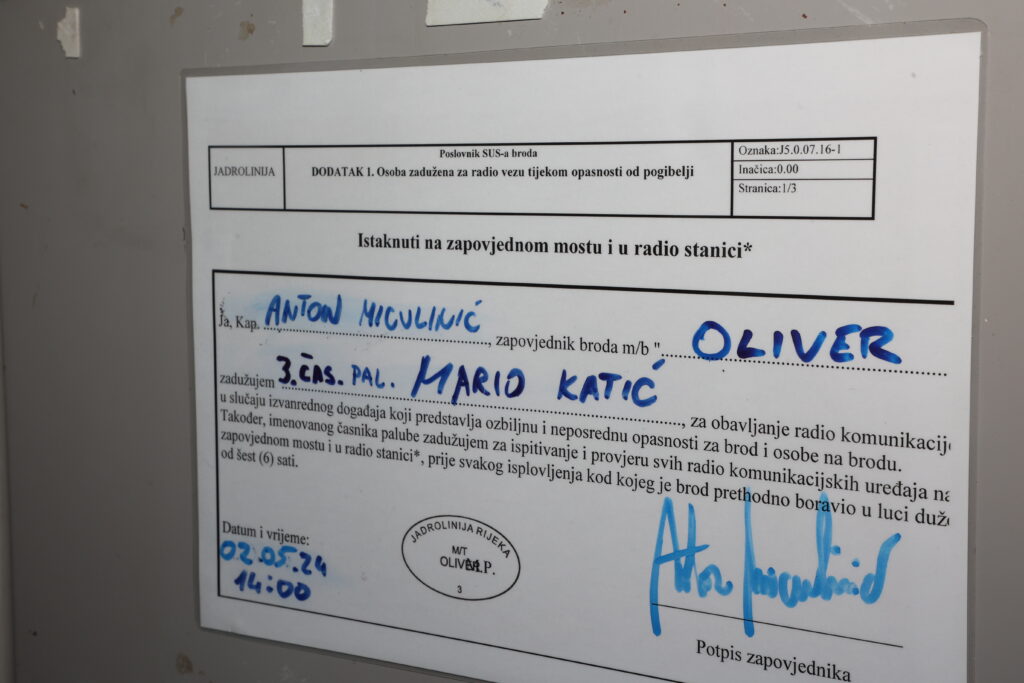 JADROLINIJA
Poslovnik SUS-a broda
DODATAK 1. Osoba zadužena za radio vezu tijekom opasnosti od pogibelji
Oznaka:J5.0.07.16-1
Inačica:0.00
Stranica:1/3
Istaknuti na zapovjednom mostu i u radio stanici*
Ja, Kap. ANTON MICULINIĆ, zapovjednik broda m/b " OLIVER
zadužujem 3.ČAS. PAL. MARIO KATIĆ, za obavljanje radio komunikacij
u slučaju izvanrednog događaja koji predstavlja ozbiljnu i neposrednu opasnosti za brod i osobe na brodu.
Također, imenovanog časnika palube zadužujem za ispitivanje i provjeru svih radio komunikacijskih uređaja na
zapovjednom mostu i u radio stanici*, prije svakog isplovljenja kod kojeg je brod prethodno boravio u luci duže
od šest (6) sati.
Datum i vrijeme:
02.05.24
14:00
JADROLINIJA RIJEKA
M/T
OLIVER
M.P.
3
Anton Miculinić
Potpis zapovjednika